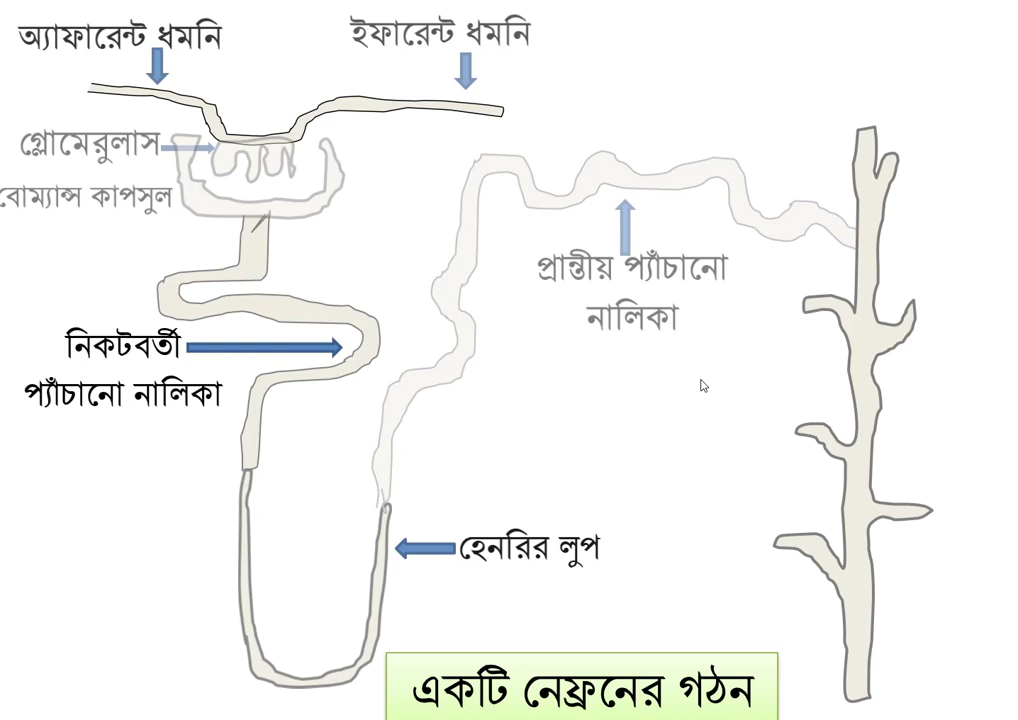 অ্যাফারেন্ট ধমনি
ইফারেন্ট ধমনি
গ্লোমেরুলাস
বোম্যান্স কাপসুল
প্রান্তীয় প্যাঁচানো
নালিকা
নিকটবর্তী
প্যাঁচানো নালিকা
হেনরির লুপ
একটি নেফ্রনের গঠন